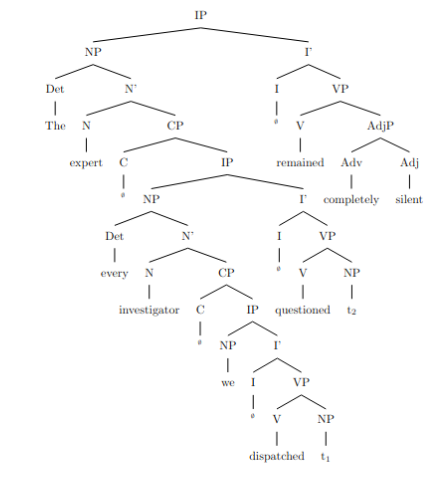 IP
NP I'
Det N' I VP
The N CP ∅ V AdjP
expert C IP remained Adv Adj
∅ NP I' completely silent
Det N' I VP
every N CP ∅ V NP
investigator C IP questioned t₂
∅ NP I'
we I VP
∅ V NP
dispatched t₁